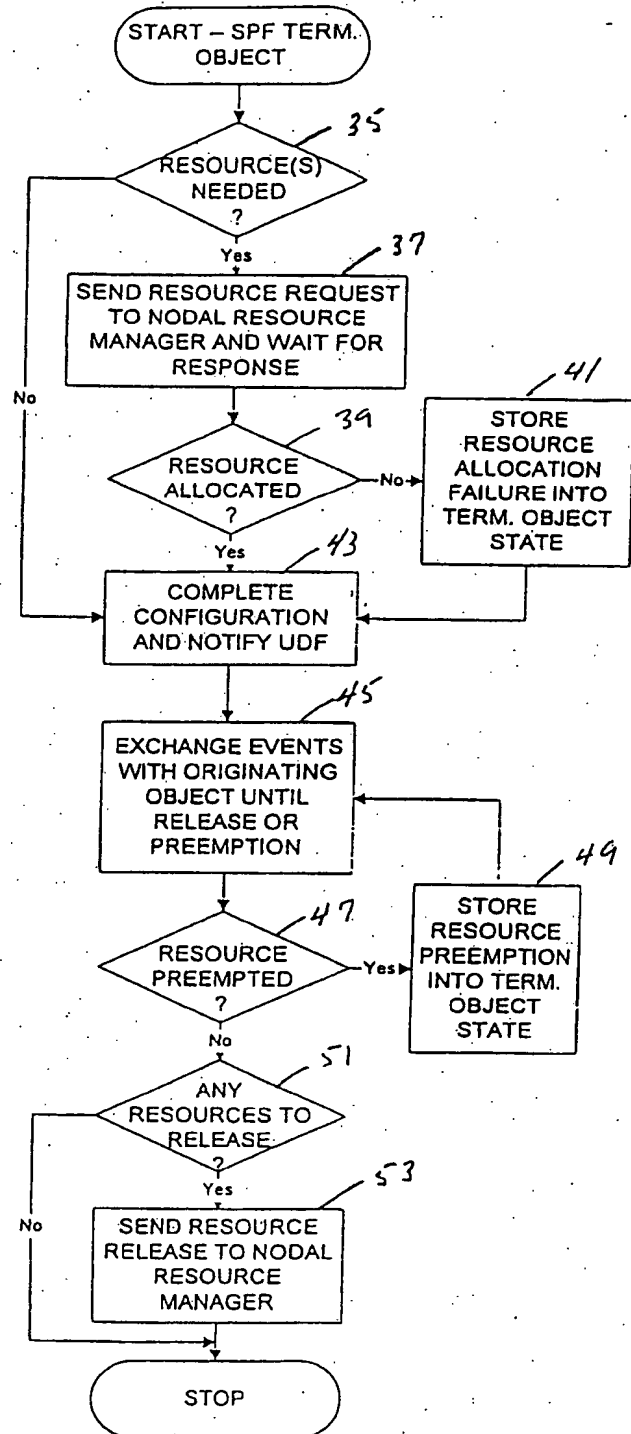 START – SPF TERM.
OBJECT
35
RESOURCE(S)
NEEDED
?
Yes
37
SEND RESOURCE REQUEST
TO NODAL RESOURCE
MANAGER AND WAIT FOR
RESPONSE
No
39
RESOURCE
ALLOCATED
?
No
41
STORE
RESOURCE
ALLOCATION
FAILURE INTO
TERM. OBJECT
STATE
Yes
43
COMPLETE
CONFIGURATION
AND NOTIFY UDF
45
EXCHANGE EVENTS
WITH ORIGINATING
OBJECT UNTIL
RELEASE OR
PREEMPTION
47
RESOURCE
PREEMPTED
?
Yes
49
STORE
RESOURCE
PREEMPTION
INTO TERM.
OBJECT
STATE
No
51
ANY
RESOURCES TO
RELEASE
?
Yes
No
53
SEND RESOURCE
RELEASE TO NODAL
RESOURCE
MANAGER
STOP